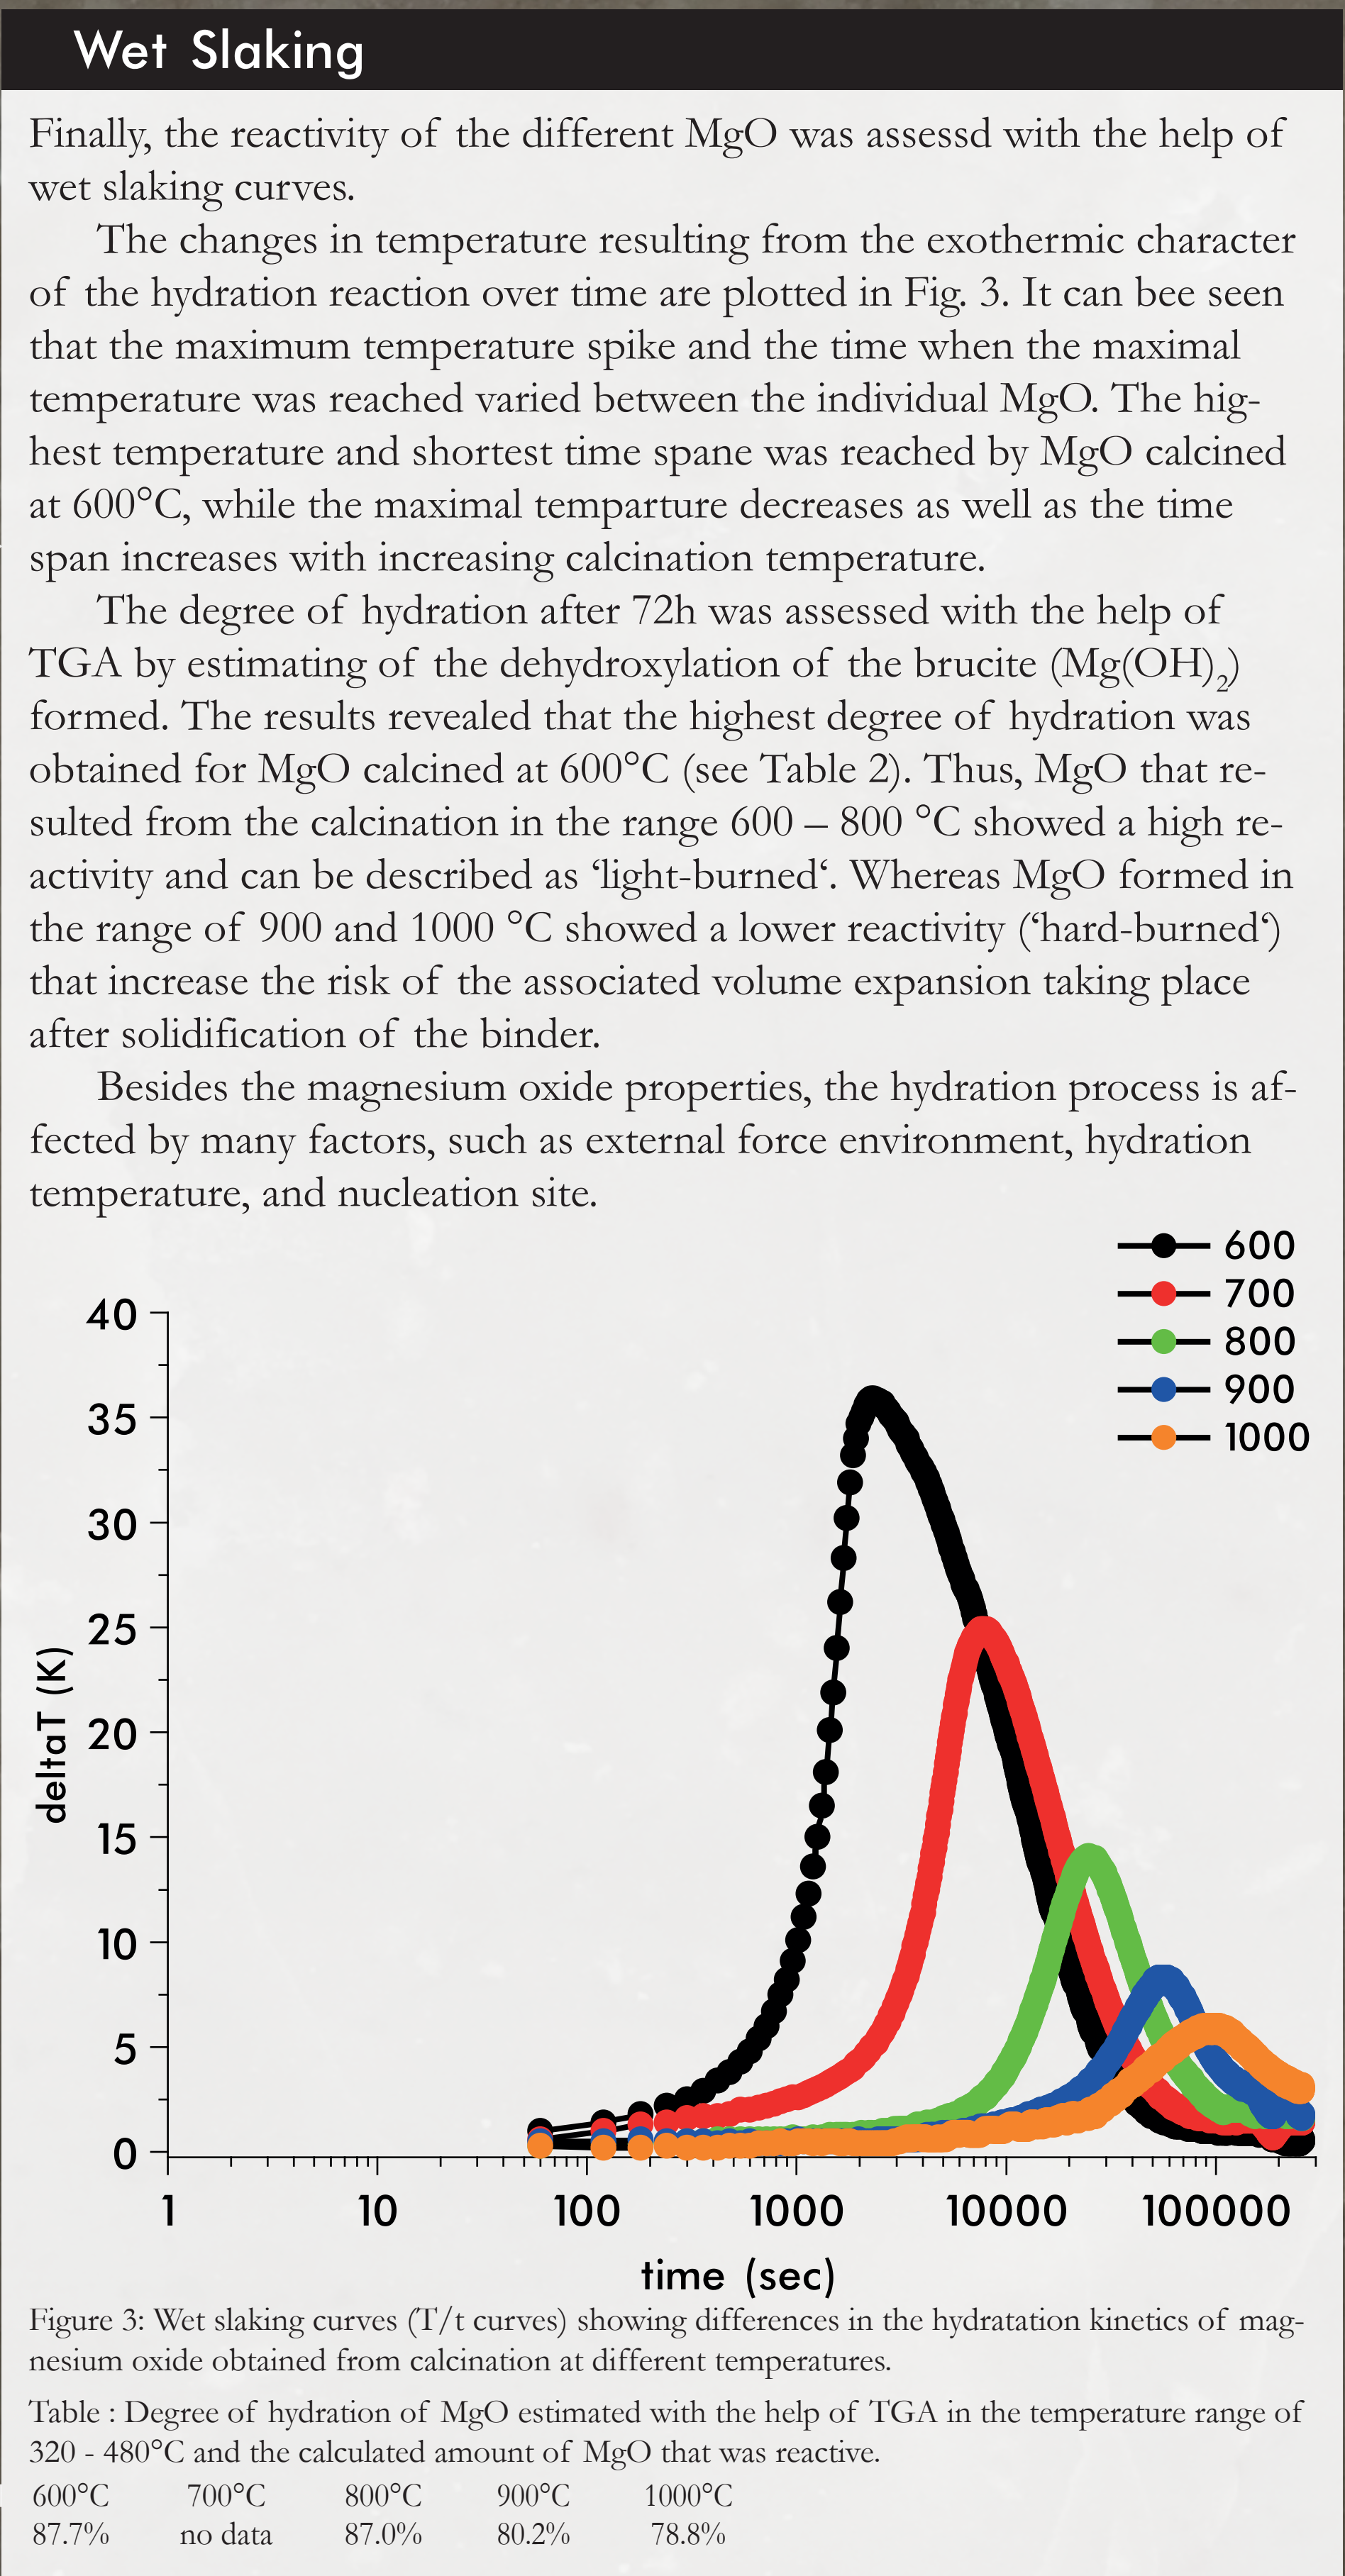 Wet Slaking
Finally, the reactivity of the different MgO was assessd with the help of
wet slaking curves.
The changes in temperature resulting from the exothermic character
of the hydration reaction over time are plotted in Fig. 3. It can bee seen
that the maximum temperature spike and the time when the maximal
temperature was reached varied between the individual MgO. The hig-
hest temperature and shortest time spane was reached by MgO calcined
at 600°C, while the maximal temparture decreases as well as the time
span increases with increasing calcination temperature.
The degree of hydration after 72h was assessed with the help of
TGA by estimating of the dehydroxylation of the brucite (Mg(OH)₂)
formed. The results revealed that the highest degree of hydration was
obtained for MgO calcined at 600°C (see Table 2). Thus, MgO that re-
sulted from the calcination in the range 600 – 800 °C showed a high re-
activity and can be described as ‘light-burned‘. Whereas MgO formed in
the range of 900 and 1000 °C showed a lower reactivity (‘hard-burned‘)
that increase the risk of the associated volume expansion taking place
after solidification of the binder.
Besides the magnesium oxide properties, the hydration process is af-
fected by many factors, such as external force environment, hydration
temperature, and nucleation site.
600
700
800
900
1000
40
35
30
25
20
15
10
5
0
deltaT (K)
1 10 100 1000 10000 100000
time (sec)
Figure 3: Wet slaking curves (T/t curves) showing differences in the hydratation kinetics of mag-
nesium oxide obtained from calcination at different temperatures.
Table : Degree of hydration of MgO estimated with the help of TGA in the temperature range of
320 - 480°C and the calculated amount of MgO that was reactive.
600°C 700°C 800°C 900°C 1000°C
87.7% no data 87.0% 80.2% 78.8%